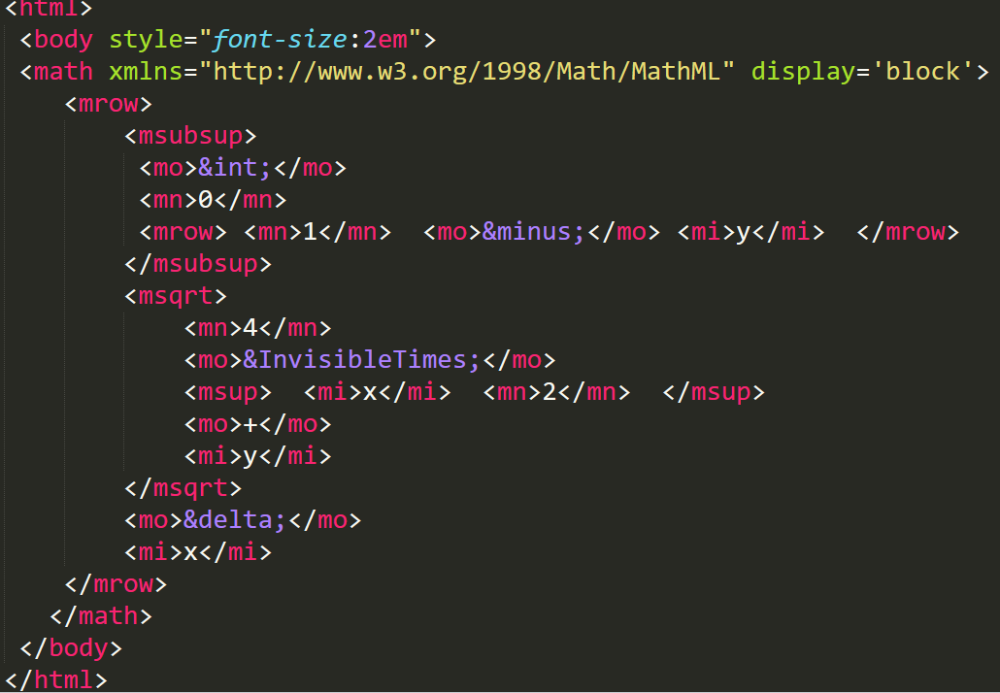 <html>
<body style="font-size:2em">
<math xmlns="http://www.w3.org/1998/Math/MathML" display='block'>
<mrow>
<msubsup>
<mo>&int;</mo>
<mn>0</mn>
<mrow> <mn>1</mn>  <mo>&minus;</mo> <mi>y</mi>  </mrow>
</msubsup>
<msqrt>
<mn>4</mn>
<mo>&InvisibleTimes;</mo>
<msup>  <mi>x</mi>  <mn>2</mn>  </msup>
<mo>+</mo>
<mi>y</mi>
</msqrt>
<mo>&delta;</mo>
<mi>x</mi>
</mrow>
</math>
</body>
</html>